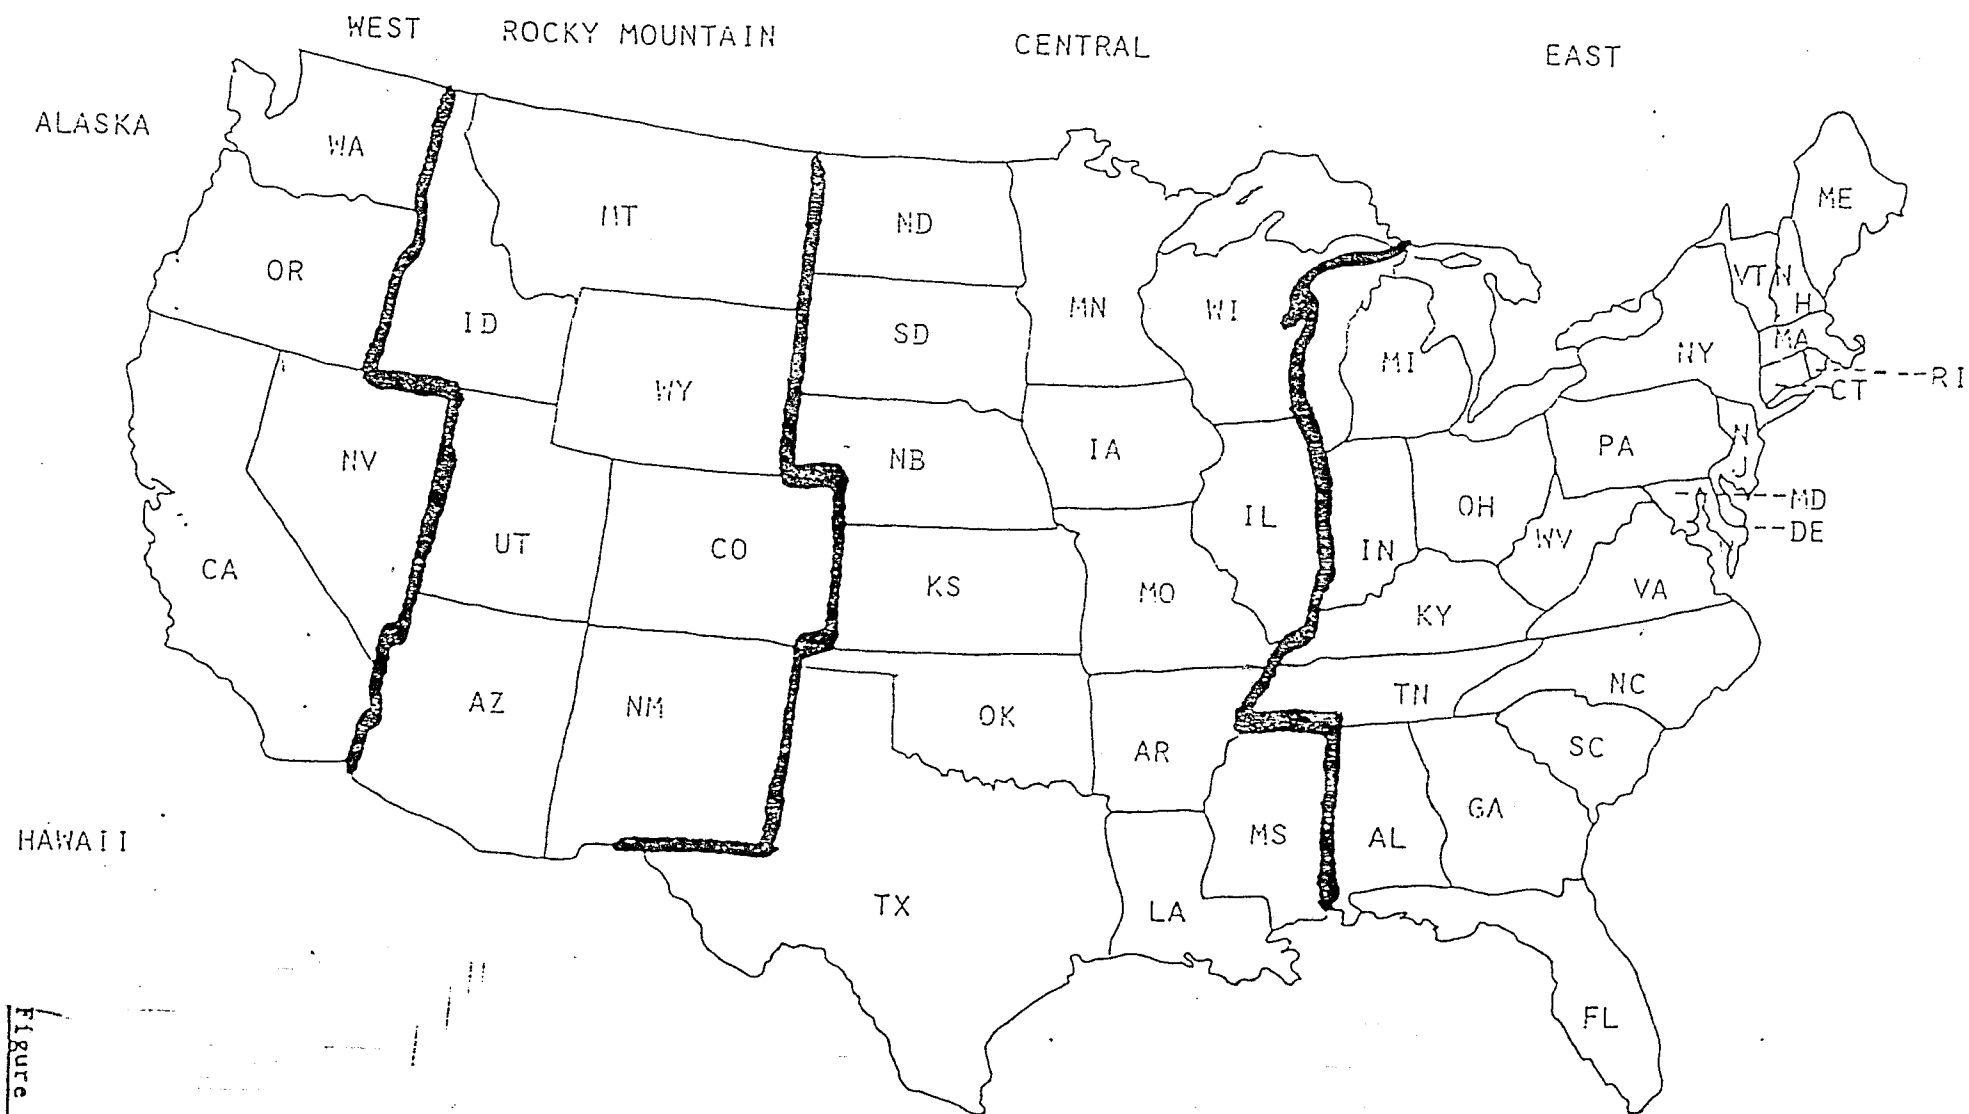 WEST ROCKY MOUNTAIN CENTRAL EAST
ALASKA
WA
MT
ND
ME
OR
ID
SD
MN
WI
VT
N
H
MA
MI
NY
RI
CT
WY
NV
NB
IA
PA
N
J
MD
DE
UT
CO
IL
IN
OH
WV
CA
KS
MO
KY
VA
AZ
NM
OK
AR
TN
NC
SC
HAWAII
TX
LA
MS
AL
GA
FL
Figure